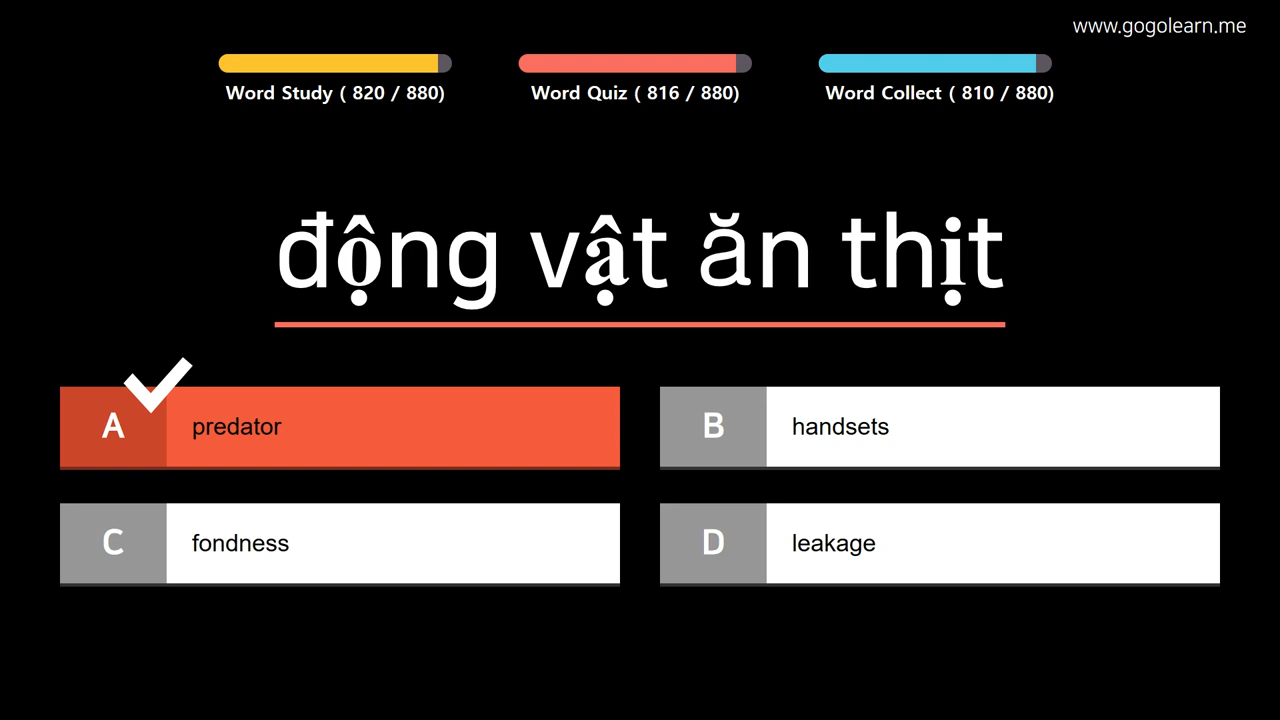 www.gogolearn.me
Word Study ( 820 / 880)
Word Quiz ( 816 / 880)
Word Collect ( 810 / 880)
động vật ăn thịt
A predator
B handsets
C fondness
D leakage